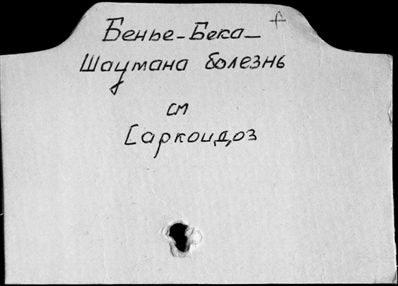 Бенье-Бека-
Шаумана болезнь
см
Саркоидоз